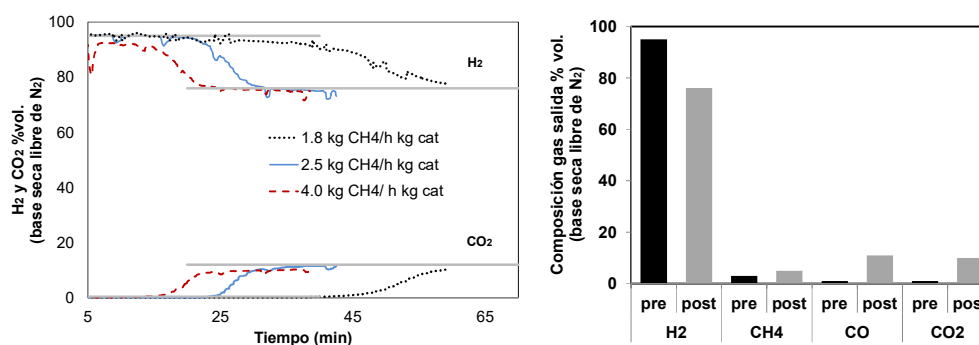 H2 y CO2 %vol.
(base seca libre de N2)
100
80
60
40
20
0
5
25
45
65
Tiempo (min)
H2
1.8 kg CH4/h kg cat
2.5 kg CH4/h kg cat
4.0 kg CH4/ h kg cat
CO2
Composición gas salida % vol.
(base seca libre de N2)
100
80
60
40
20
0
pre post pre post pre post pre post
H2 CH4 CO CO2